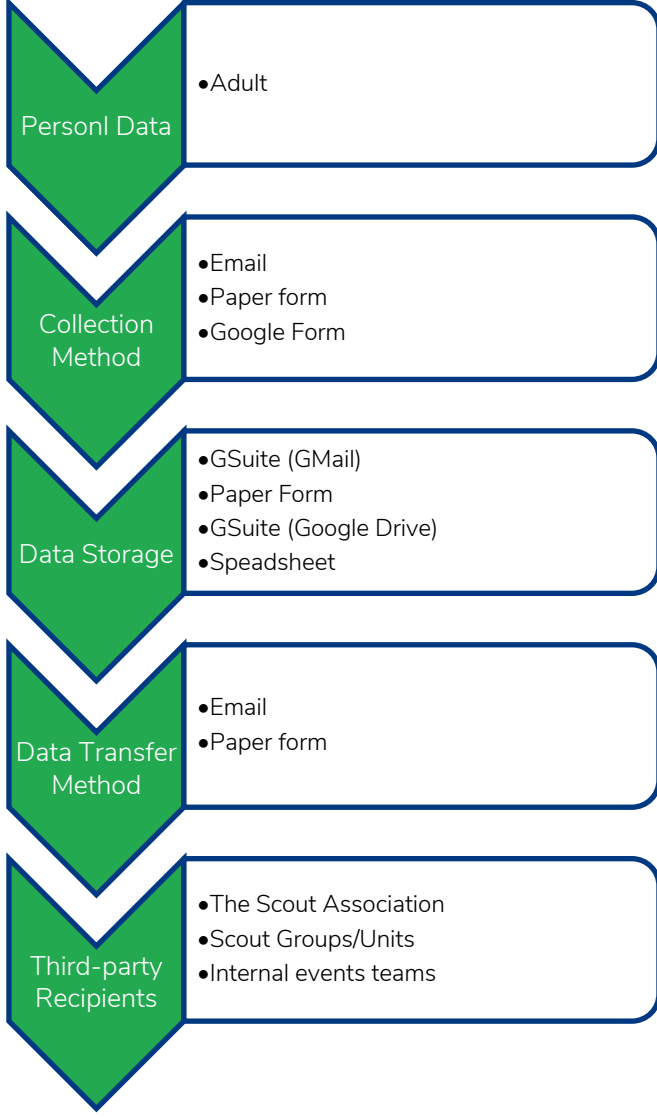 Personl Data
•Adult
Collection
Method
•Email
•Paper form
•Google Form
Data Storage
•GSuite (GMail)
•Paper Form
•GSuite (Google Drive)
•Speadsheet
Data Transfer
Method
•Email
•Paper form
Third-party
Recipients
•The Scout Association
•Scout Groups/Units
•Internal events teams